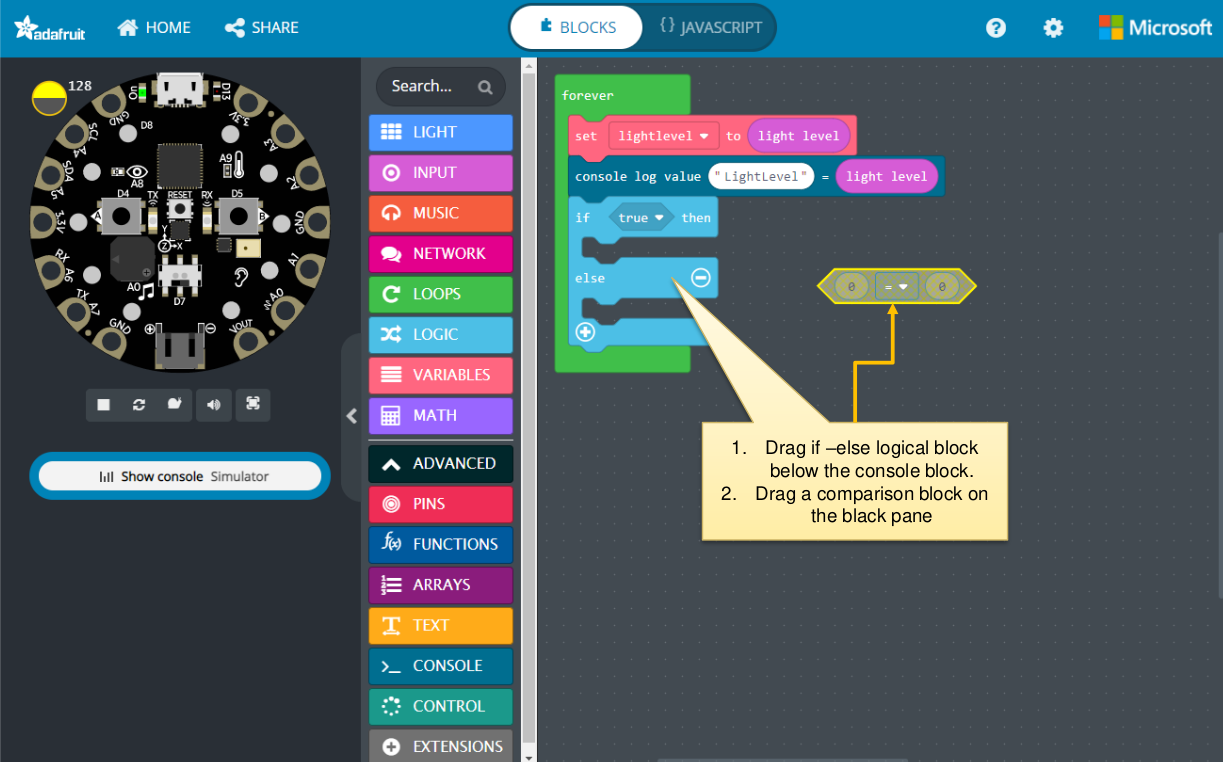 adafruit
HOME
SHARE
BLOCKS
{} JAVASCRIPT
?
Microsoft
128
D13
3.3V
A3
A2
GND
A1
A0
VOUT
GND
A7
TX
A6
RX
3.3V
A5
SDA
A4
SCL
GND
D8
A8
A9
D4
TX
RESET
RX
D5
A
B
Y
Z
X
A0
D7
Show console Simulator
Search...
LIGHT
INPUT
MUSIC
NETWORK
LOOPS
LOGIC
VARIABLES
MATH
ADVANCED
PINS
f(x) FUNCTIONS
ARRAYS
TEXT
CONSOLE
CONTROL
EXTENSIONS
forever
set lightlevel to light level
console log value "LightLevel" = light level
if true then
else
0 = 0
1. Drag if –else logical block
below the console block.
2. Drag a comparison block on
the black pane